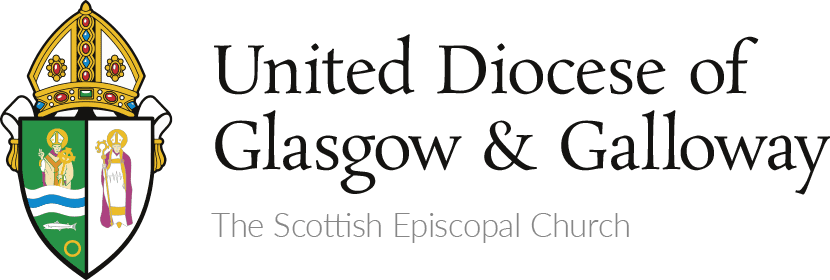 United Diocese of
Glasgow & Galloway
The Scottish Episcopal Church